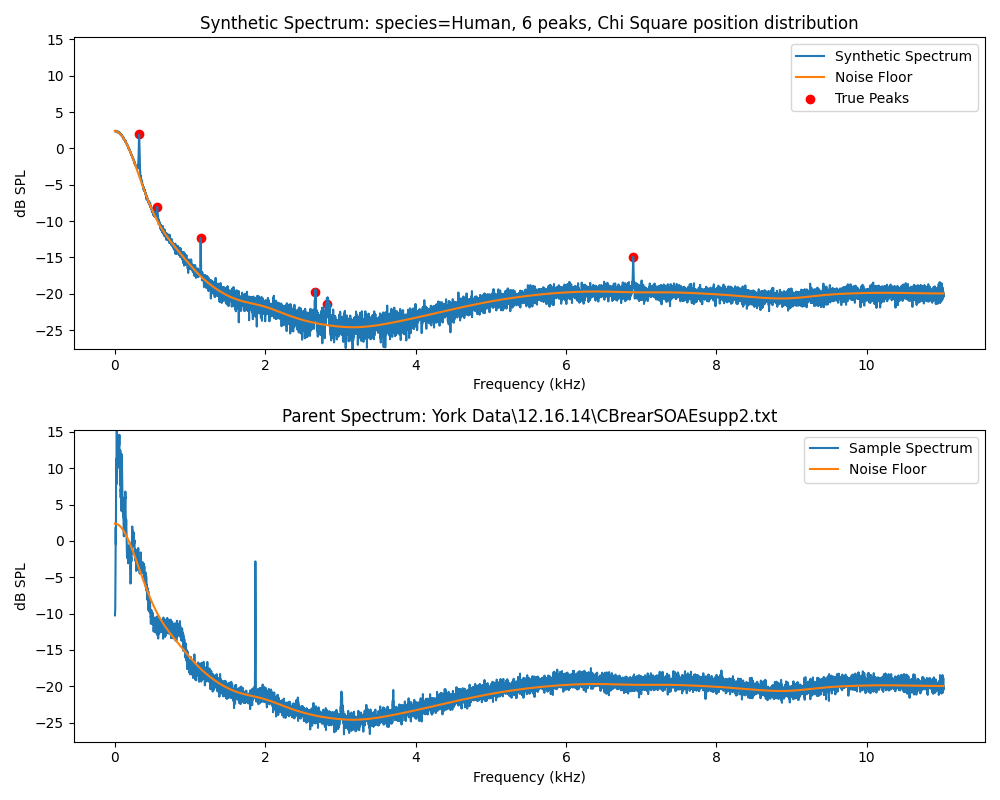 Synthetic Spectrum: species=Human, 6 peaks, Chi Square position distribution
15
10
5
0
−5
−10
−15
−20
−25
dB SPL
Synthetic Spectrum
Noise Floor
True Peaks
0 2 4 6 8 10
Frequency (kHz)
Parent Spectrum: York Data\12.16.14\CBrearSOAEsupp2.txt
15
10
5
0
−5
−10
−15
−20
−25
dB SPL
Sample Spectrum
Noise Floor
0 2 4 6 8 10
Frequency (kHz)